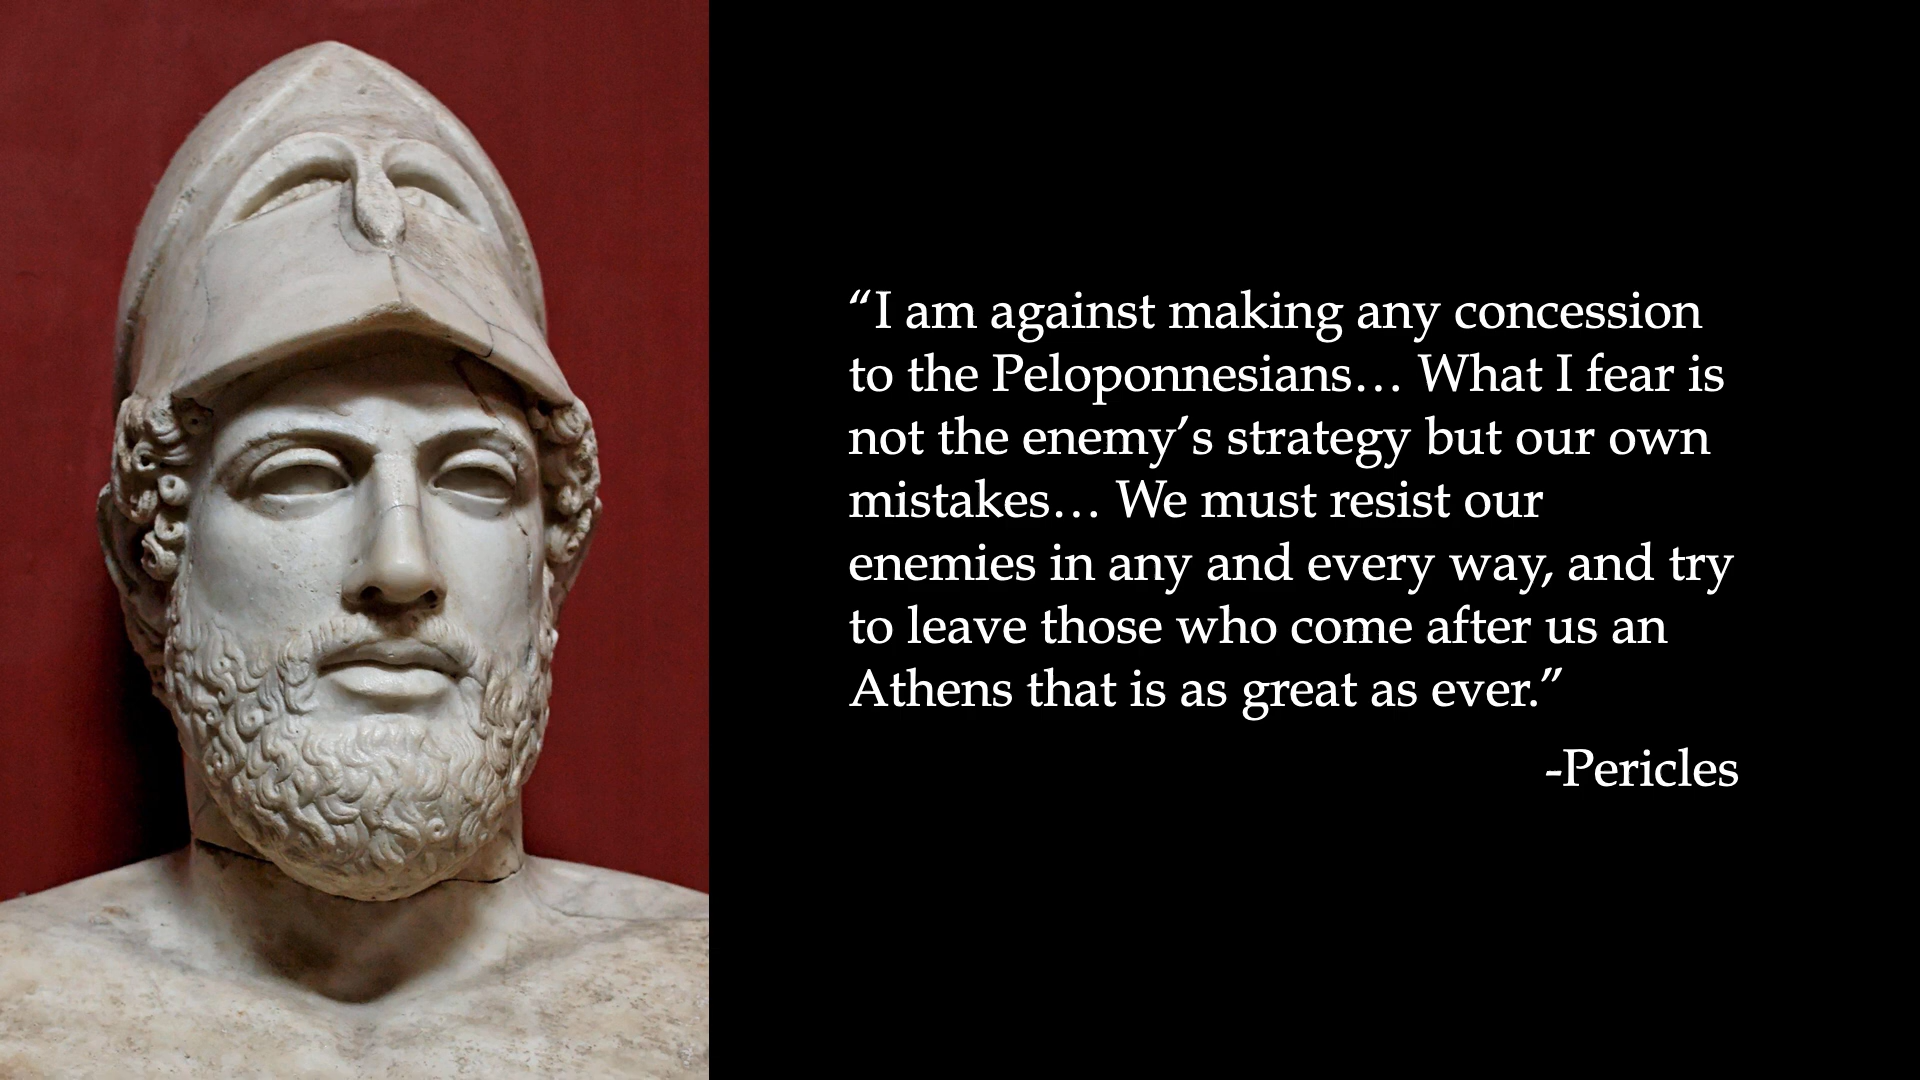 “I am against making any concession
to the Peloponnesians… What I fear is
not the enemy’s strategy but our own
mistakes… We must resist our
enemies in any and every way, and try
to leave those who come after us an
Athens that is as great as ever.”
-Pericles